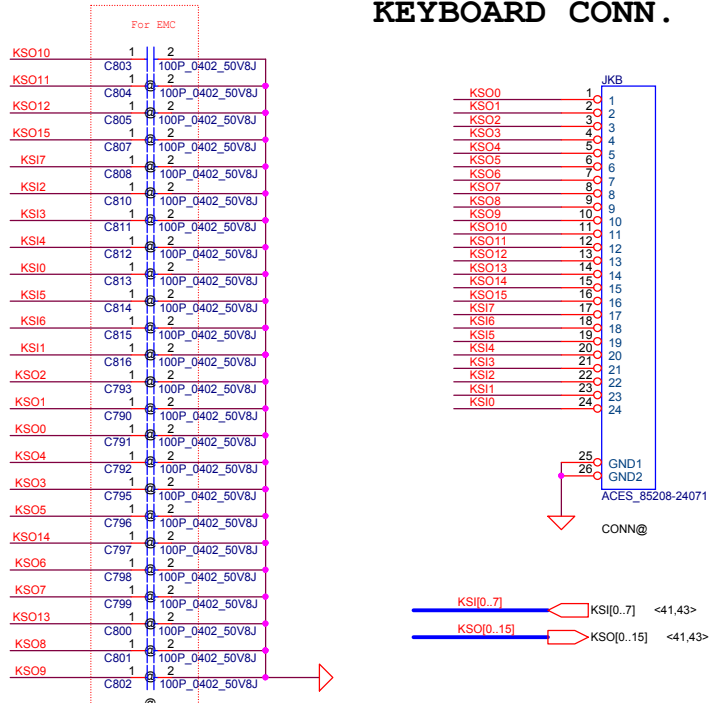 KEYBOARD CONN.
For EMC
KSO10 1 2
C803 100P_0402_50V8J
KSO11 1 2
@
C804 100P_0402_50V8J
KSO12 1 2
@
C805 100P_0402_50V8J
KSO15 1 2
@
C807 100P_0402_50V8J
KSI7 1 2
@
C808 100P_0402_50V8J
KSI2 1 2
@
C810 100P_0402_50V8J
KSI3 1 2
@
C811 100P_0402_50V8J
KSI4 1 2
@
C812 100P_0402_50V8J
KSI0 1 2
@
C813 100P_0402_50V8J
KSI5 1 2
@
C814 100P_0402_50V8J
KSI6 1 2
@
C815 100P_0402_50V8J
KSI1 1 2
@
C816 100P_0402_50V8J
KSO2 1 2
@
C793 100P_0402_50V8J
KSO1 1 2
@
C790 100P_0402_50V8J
KSO0 1 2
@
C791 100P_0402_50V8J
KSO4 1 2
@
C792 100P_0402_50V8J
KSO3 1 2
@
C795 100P_0402_50V8J
KSO5 1 2
@
C796 100P_0402_50V8J
KSO14 1 2
@
C797 100P_0402_50V8J
KSO6 1 2
@
C798 100P_0402_50V8J
KSO7 1 2
@
C799 100P_0402_50V8J
KSO13 1 2
@
C800 100P_0402_50V8J
KSO8 1 2
@
C801 100P_0402_50V8J
KSO9 1 2
@
C802 100P_0402_50V8J
@
JKB
KSO0 1 1
KSO1 2 2
KSO2 3 3
KSO3 4 4
KSO4 5 5
KSO5 6 6
KSO6 7 7
KSO7 8 8
KSO8 9 9
KSO9 10 10
KSO10 11 11
KSO11 12 12
KSO12 13 13
KSO13 14 14
KSO14 15 15
KSO15 16 16
KSI7 17 17
KSI6 18 18
KSI5 19 19
KSI4 20 20
KSI3 21 21
KSI2 22 22
KSI1 23 23
KSI0 24 24
25 GND1
26 GND2
ACES_85208-24071
CONN@
KSI[0..7] KSI[0..7] <41,43>
KSO[0..15] KSO[0..15] <41,43>